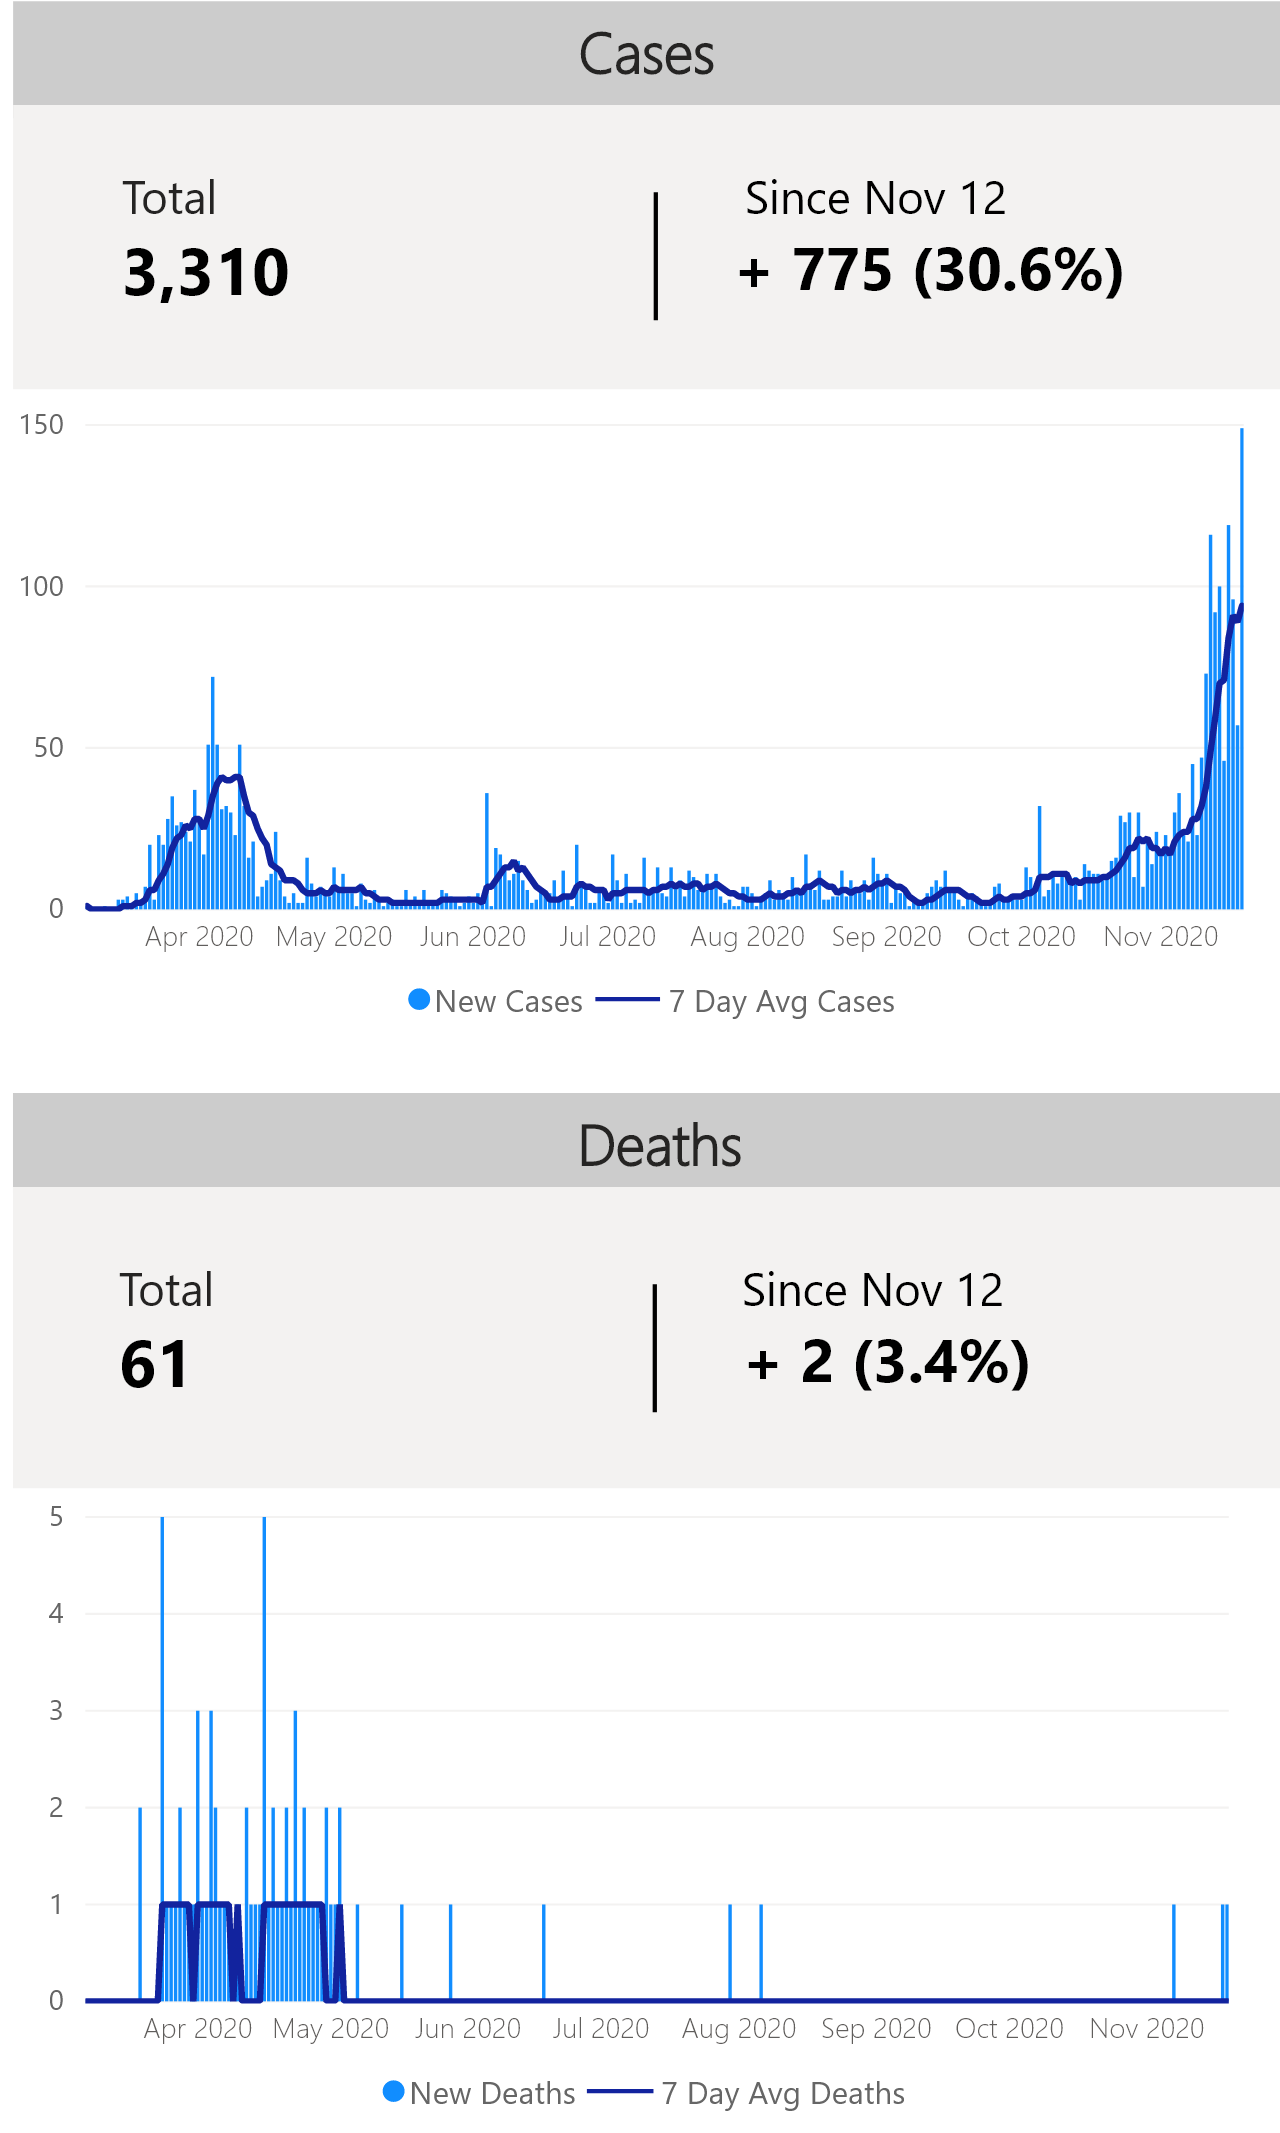 Cases
Total
Since Nov 12
3,310
+ 775 (30.6%)
150
100
50
0
Apr 2020 May 2020 Jun 2020 Jul 2020 Aug 2020 Sep 2020 Oct 2020 Nov 2020
New Cases 7 Day Avg Cases
Deaths
Total
Since Nov 12
61
+ 2 (3.4%)
5
4
3
2
1
0
Apr 2020 May 2020 Jun 2020 Jul 2020 Aug 2020 Sep 2020 Oct 2020 Nov 2020
New Deaths 7 Day Avg Deaths